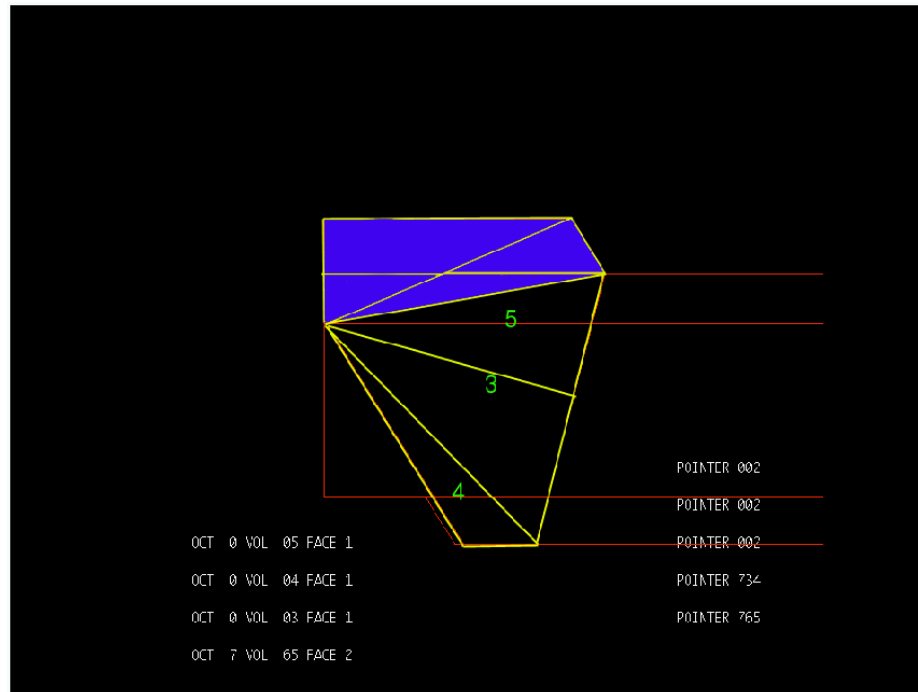 5
3
POINTER 002
4
POINTER 002
OCT 0 VOL 05 FACE 1
POINTER 002
OCT 0 VOL 04 FACE 1
POINTER 734
OCT 0 VOL 03 FACE 1
POINTER 765
OCT 7 VOL 65 FACE 2